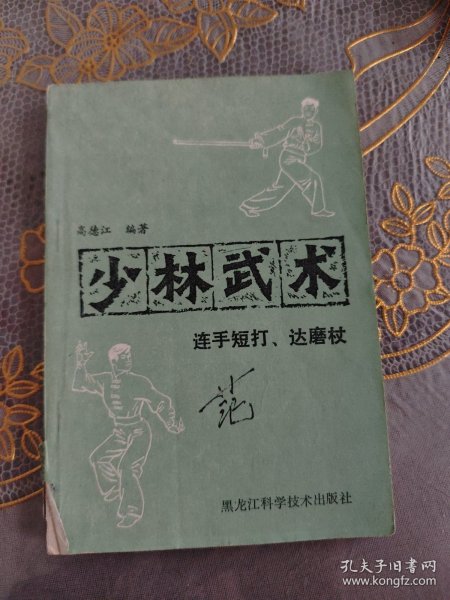 高德江 编著
少林武术
连手短打、达磨杖
黑龙江科学技术出版社
孔夫子旧书网
www.kongfz.com